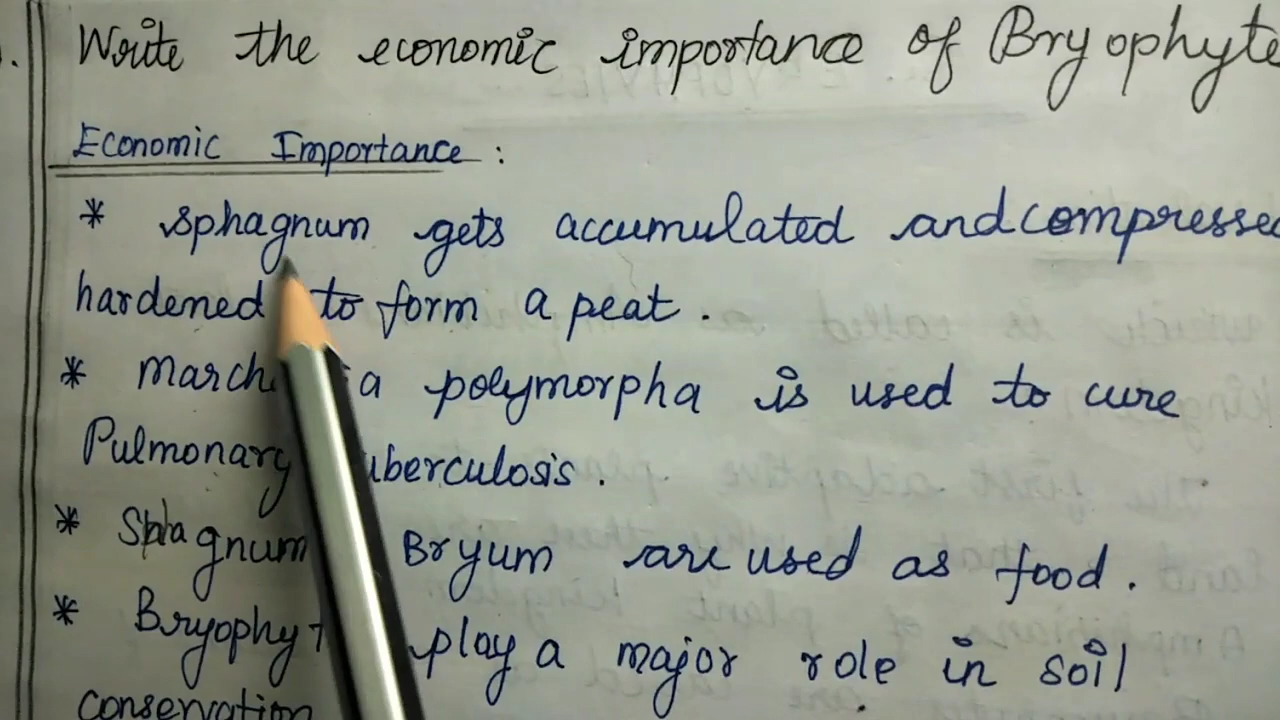 Write the economic importance of Bryophyte
Economic Importance :
* Sphagnum gets accumulated and compressed
hardened to form a peat .
* polymorpha is used to cure
Pulmonary .
* Sphagnum Bryum are used as food .
* play a major role in soil
conservation